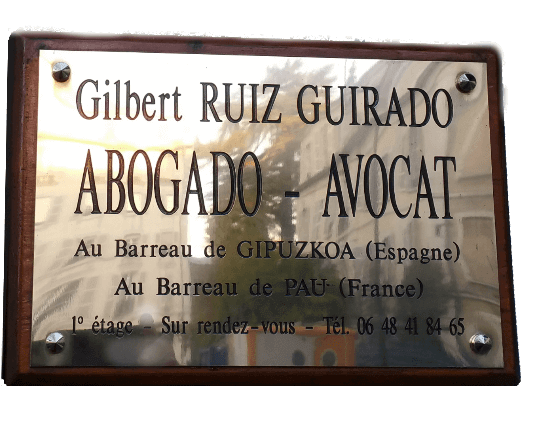 Gilbert RUIZ GUIRADO
ABOGADO - AVOCAT
Au Barreau de GIPUZKOA (Espagne)
Au Barreau de PAU (France)
1° étage - Sur rendez-vous - Tél. 06 48 41 84 65